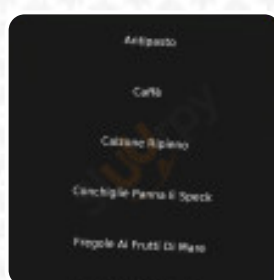 Antipasto
Caffè
Calzone Ripieno
Conchiglie Panna E Speck
Fregole Ai Frutti Di Mare